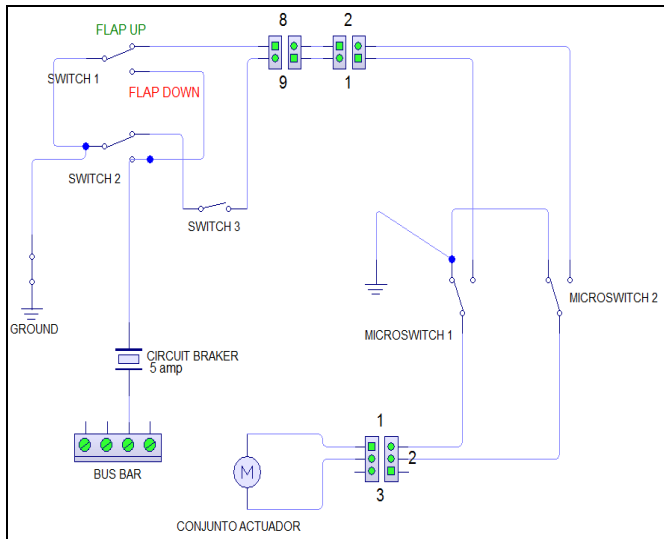 FLAP UP
8
2
SWITCH 1
FLAP DOWN
9
1
SWITCH 2
SWITCH 3
GROUND
MICROSWITCH 2
MICROSWITCH 1
CIRCUIT BRAKER
5 amp
1
2
3
M
BUS BAR
CONJUNTO ACTUADOR